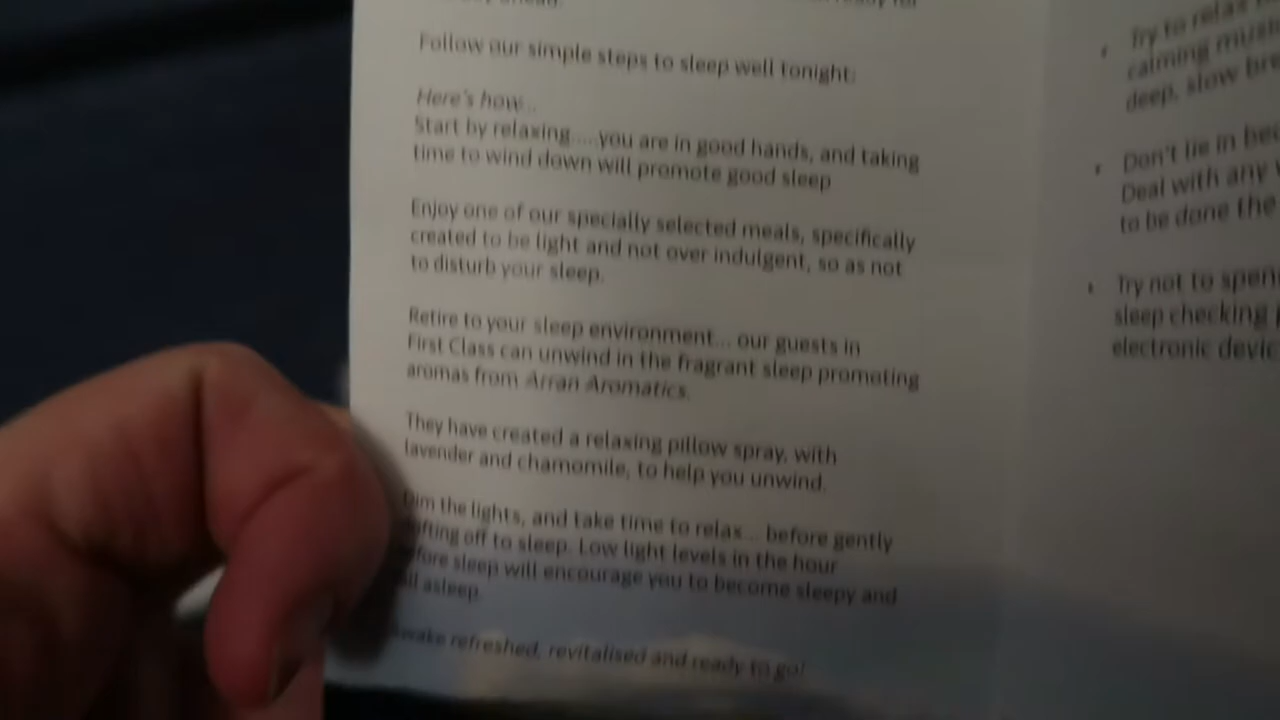 ready for
Follow our simple steps to sleep well tonight:
Here's how...
Start by relaxing.....you are in good hands, and taking
time to wind down will promote good sleep
Enjoy one of our specially selected meals, specifically
created to be light and not over indulgent, so as not
to disturb your sleep.
Retire to your sleep environment... our guests in
First Class can unwind in the fragrant sleep promoting
aromas from Arran Aromatics.
They have created a relaxing pillow spray, with
lavender and chamomile, to help you unwind.
Dim the lights, and take time to relax... before gently
off to sleep. Low light levels in the hour
sleep will encourage you to become sleepy and
asleep.
refreshed, revitalised and ready to go!
• Try to relax
calming music
deep, slow
• Don't lie in bed
Deal with any
to be done the
• Try not to
sleep checking
electronic